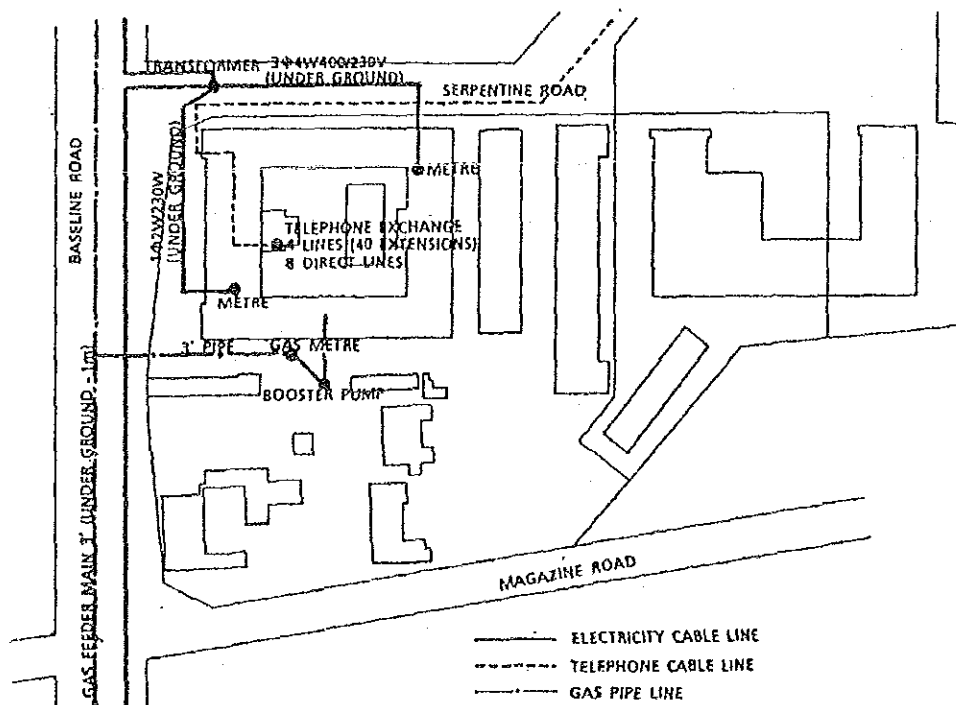 TRANSFORMER 3Φ4W400/230V
(UNDER GROUND)
SERPENTINE ROAD
BASELINE ROAD
1Φ2W230W
(UNDER GROUND)
METRE
TELEPHONE EXCHANGE
4 LINES (40 EXTENSIONS)
8 DIRECT LINES
METRE
3" PIPE
GAS METRE
BOOSTER PUMP
GAS FEEDER MAIN 3" (UNDER GROUND - 1m)
MAGAZINE ROAD
ELECTRICITY CABLE LINE
TELEPHONE CABLE LINE
GAS PIPE LINE